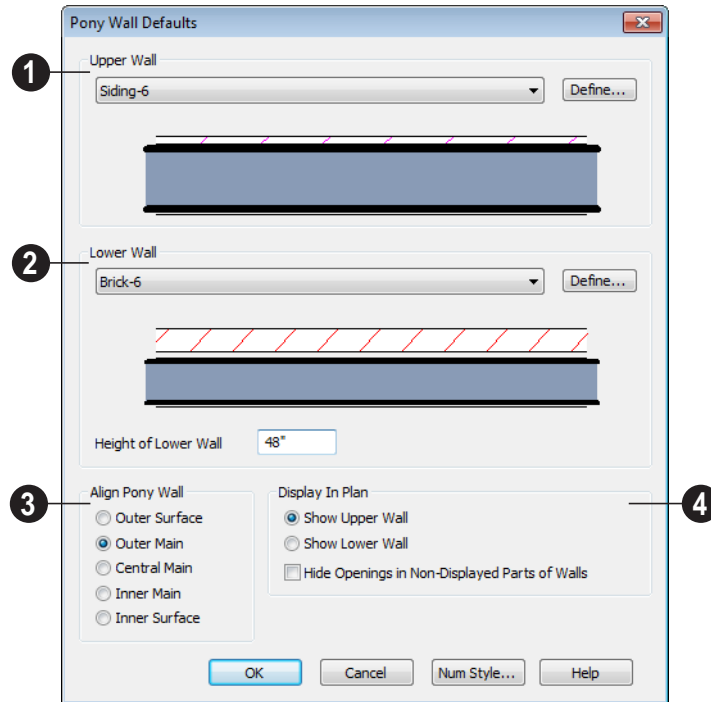 Pony Wall Defaults
1
Upper Wall
Siding-6
Define...
2
Lower Wall
Brick-6
Define...
Height of Lower Wall
48"
3
Align Pony Wall
Outer Surface
Outer Main
Central Main
Inner Main
Inner Surface
4
Display In Plan
Show Upper Wall
Show Lower Wall
Hide Openings in Non-Displayed Parts of Walls
OK
Cancel
Num Style...
Help